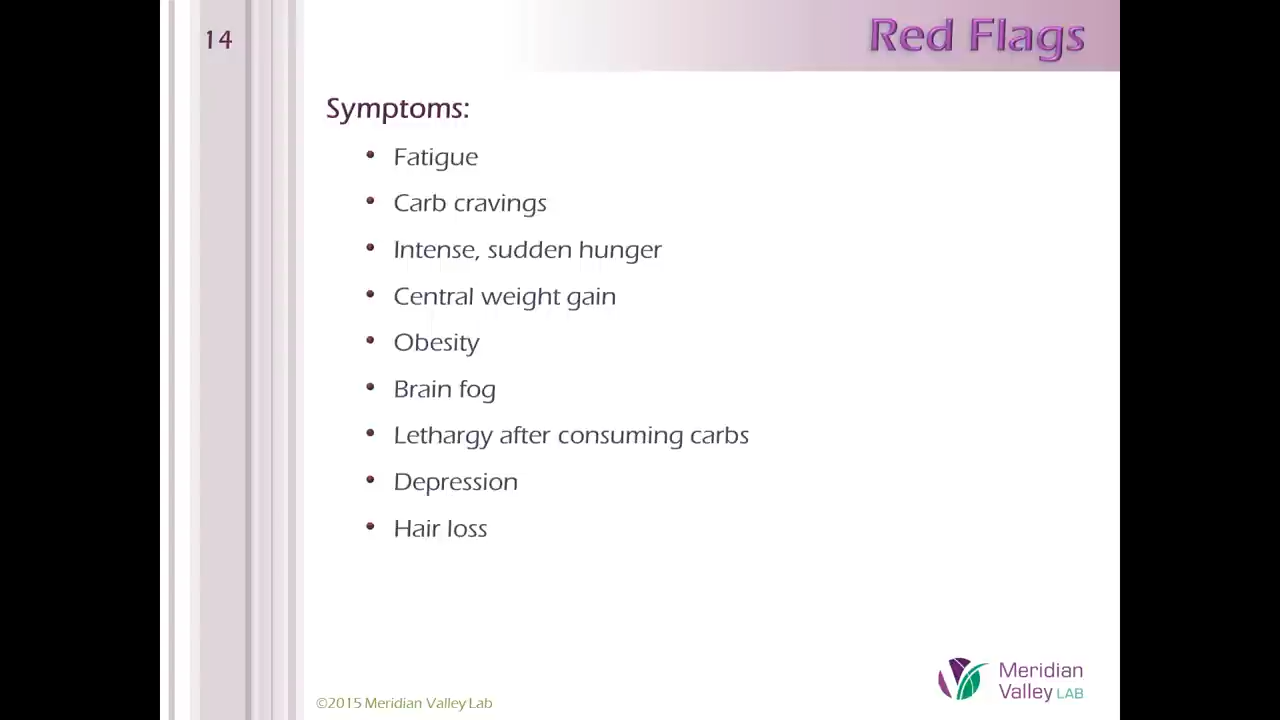 14
Red Flags
Symptoms:
• Fatigue
• Carb cravings
• Intense, sudden hunger
• Central weight gain
• Obesity
• Brain fog
• Lethargy after consuming carbs
• Depression
• Hair loss
©2015 Meridian Valley Lab
Meridian
Valley LAB